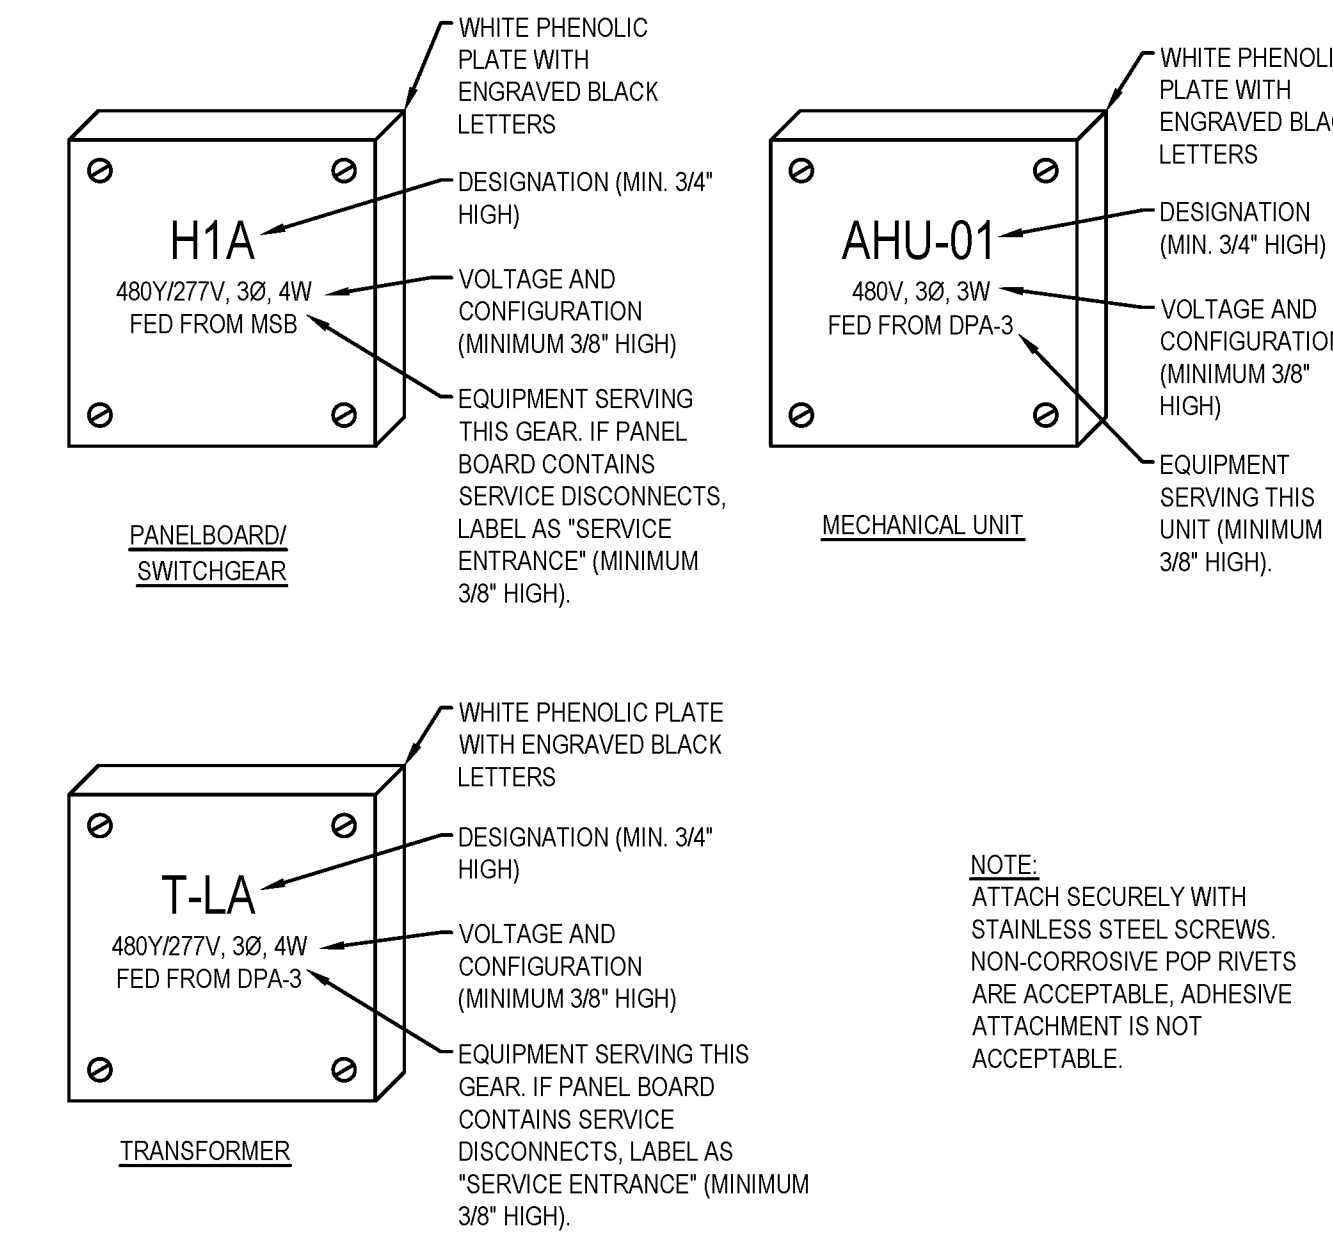 WHITE PHENOLIC
PLATE WITH
ENGRAVED BLACK
LETTERS
DESIGNATION (MIN. 3/4"
HIGH)
H1A
480Y/277V, 3Ø, 4W
FED FROM MSB
VOLTAGE AND
CONFIGURATION
(MINIMUM 3/8" HIGH)
EQUIPMENT SERVING
THIS GEAR. IF PANEL
BOARD CONTAINS
SERVICE DISCONNECTS,
LABEL AS "SERVICE
ENTRANCE" (MINIMUM
3/8" HIGH).
PANELBOARD/
SWITCHGEAR
WHITE PHENOLI
PLATE WITH
ENGRAVED BLA
LETTERS
DESIGNATION
(MIN. 3/4" HIGH)
AHU-01
480V, 3Ø, 3W
FED FROM DPA-3
VOLTAGE AND
CONFIGURATION
(MINIMUM 3/8"
HIGH)
EQUIPMENT
SERVING THIS
UNIT (MINIMUM
3/8" HIGH).
MECHANICAL UNIT
WHITE PHENOLIC PLATE
WITH ENGRAVED BLACK
LETTERS
DESIGNATION (MIN. 3/4"
HIGH)
T-LA
480Y/277V, 3Ø, 4W
FED FROM DPA-3
VOLTAGE AND
CONFIGURATION
(MINIMUM 3/8" HIGH)
EQUIPMENT SERVING THIS
GEAR. IF PANEL BOARD
CONTAINS SERVICE
DISCONNECTS, LABEL AS
"SERVICE ENTRANCE" (MINIMUM
3/8" HIGH).
TRANSFORMER
NOTE:
ATTACH SECURELY WITH
STAINLESS STEEL SCREWS.
NON-CORROSIVE POP RIVETS
ARE ACCEPTABLE, ADHESIVE
ATTACHMENT IS NOT
ACCEPTABLE.